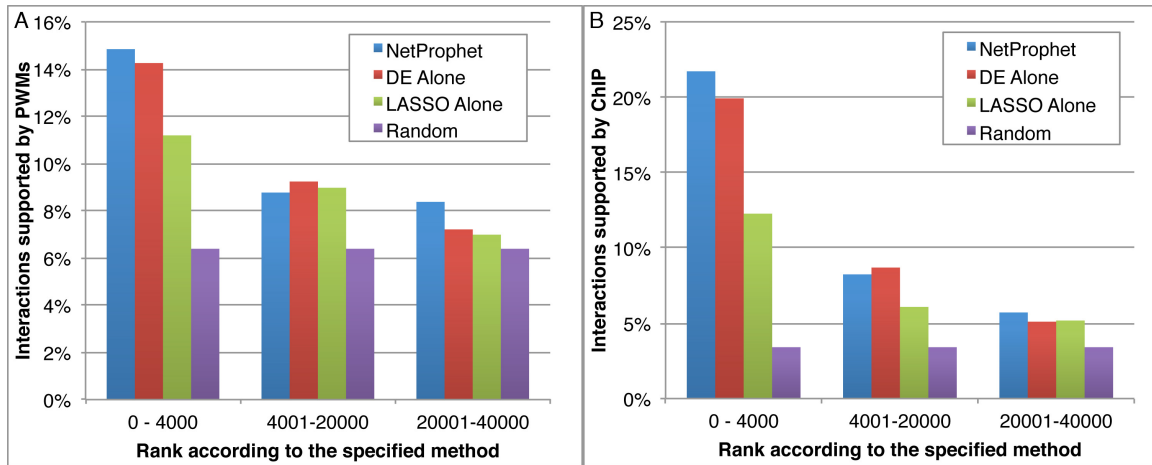 A
16%
14%
12%
10%
8%
6%
4%
2%
0%
Interactions supported by PWMs
NetProphet
DE Alone
LASSO Alone
Random
0 - 4000
4001-20000
20001-40000
Rank according to the specified method
B
25%
20%
15%
10%
5%
0%
Interactions supported by ChIP
NetProphet
DE Alone
LASSO Alone
Random
0 - 4000
4001-20000
20001-40000
Rank according to the specified method